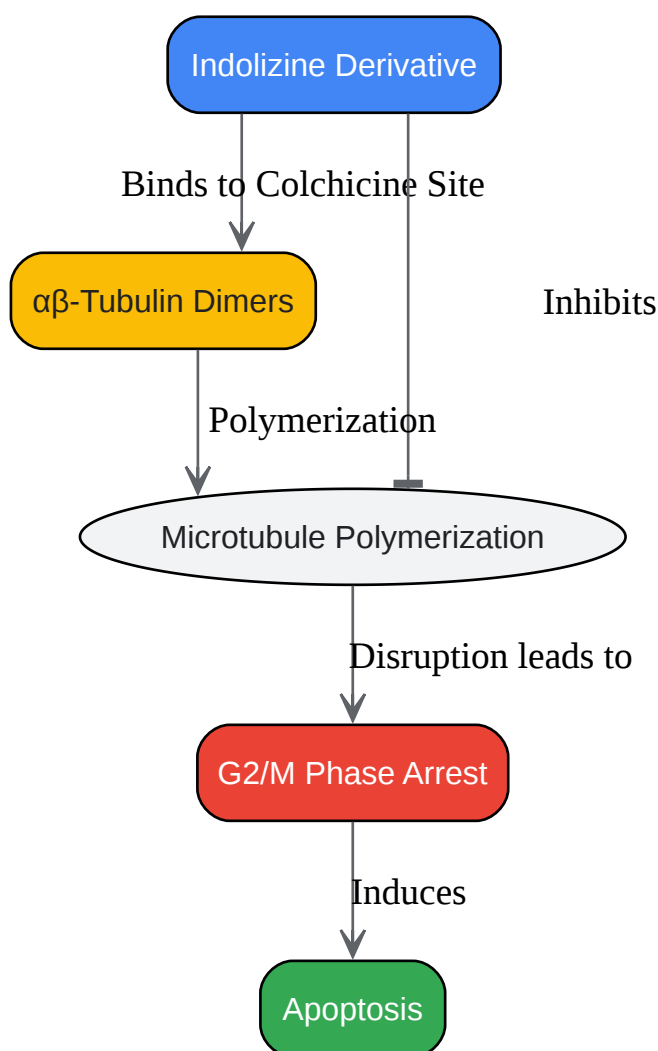 Indolizine Derivative
Binds to Colchicine Site
αβ-Tubulin Dimers
Inhibits
Polymerization
Microtubule Polymerization
Disruption leads to
G2/M Phase Arrest
Induces
Apoptosis